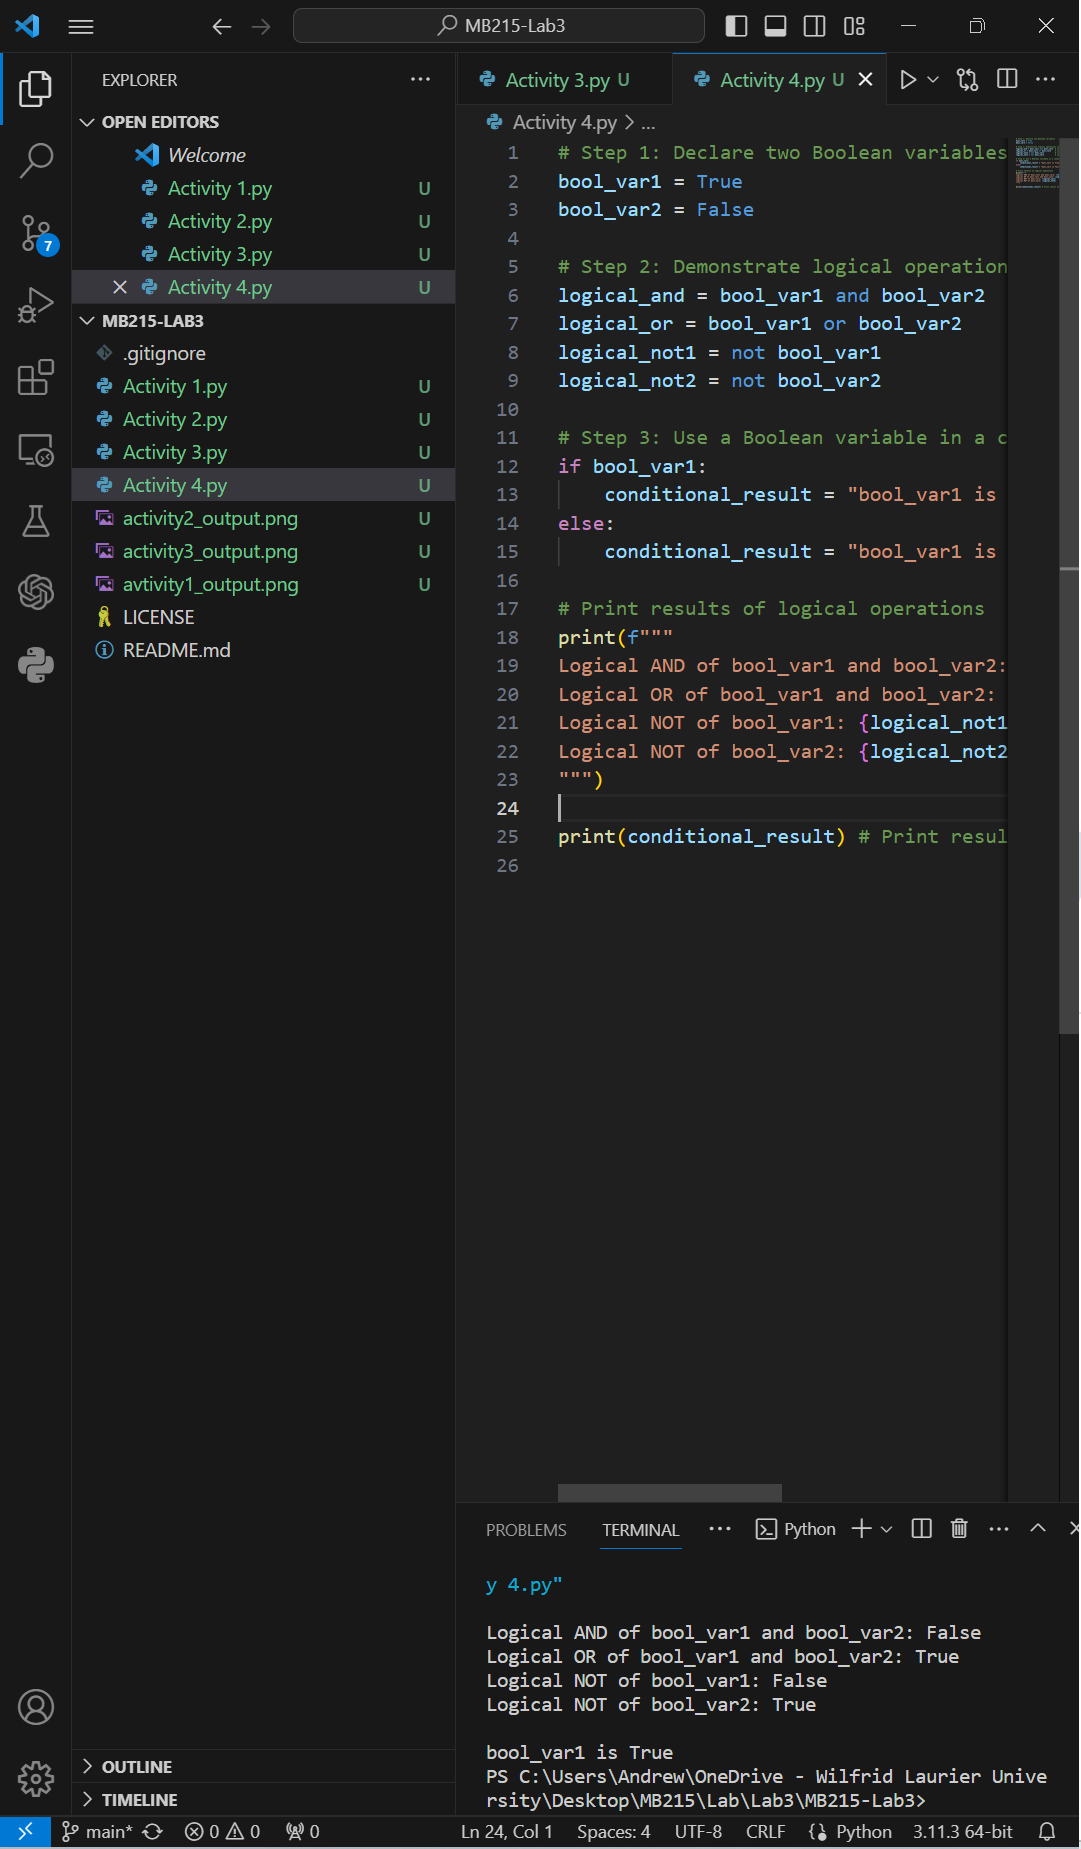 MB215-Lab3
EXPLORER
OPEN EDITORS
Welcome
Activity 1.py U
Activity 2.py U
Activity 3.py U
Activity 4.py U
MB215-LAB3
.gitignore
Activity 1.py U
Activity 2.py U
Activity 3.py U
Activity 4.py U
activity2_output.png U
activity3_output.png U
avtivity1_output.png U
LICENSE
README.md
7
OUTLINE
TIMELINE
Activity 3.py U
Activity 4.py U
Activity 4.py > ...
1 # Step 1: Declare two Boolean variables
2 bool_var1 = True
3 bool_var2 = False
4
5 # Step 2: Demonstrate logical operation
6 logical_and = bool_var1 and bool_var2
7 logical_or = bool_var1 or bool_var2
8 logical_not1 = not bool_var1
9 logical_not2 = not bool_var2
10
11 # Step 3: Use a Boolean variable in a c
12 if bool_var1:
13 conditional_result = "bool_var1 is
14 else:
15 conditional_result = "bool_var1 is
16
17 # Print results of logical operations
18 print(f"""
19 Logical AND of bool_var1 and bool_var2:
20 Logical OR of bool_var1 and bool_var2:
21 Logical NOT of bool_var1: {logical_not1
22 Logical NOT of bool_var2: {logical_not2
23 """)
24
25 print(conditional_result) # Print resul
26
PROBLEMS TERMINAL ... Python
y 4.py"
Logical AND of bool_var1 and bool_var2: False
Logical OR of bool_var1 and bool_var2: True
Logical NOT of bool_var1: False
Logical NOT of bool_var2: True
bool_var1 is True
PS C:\Users\Andrew\OneDrive - Wilfrid Laurier Unive
rsity\Desktop\MB215\Lab\Lab3\MB215-Lab3>
main* 0 0 0 Ln 24, Col 1 Spaces: 4 UTF-8 CRLF Python 3.11.3 64-bit